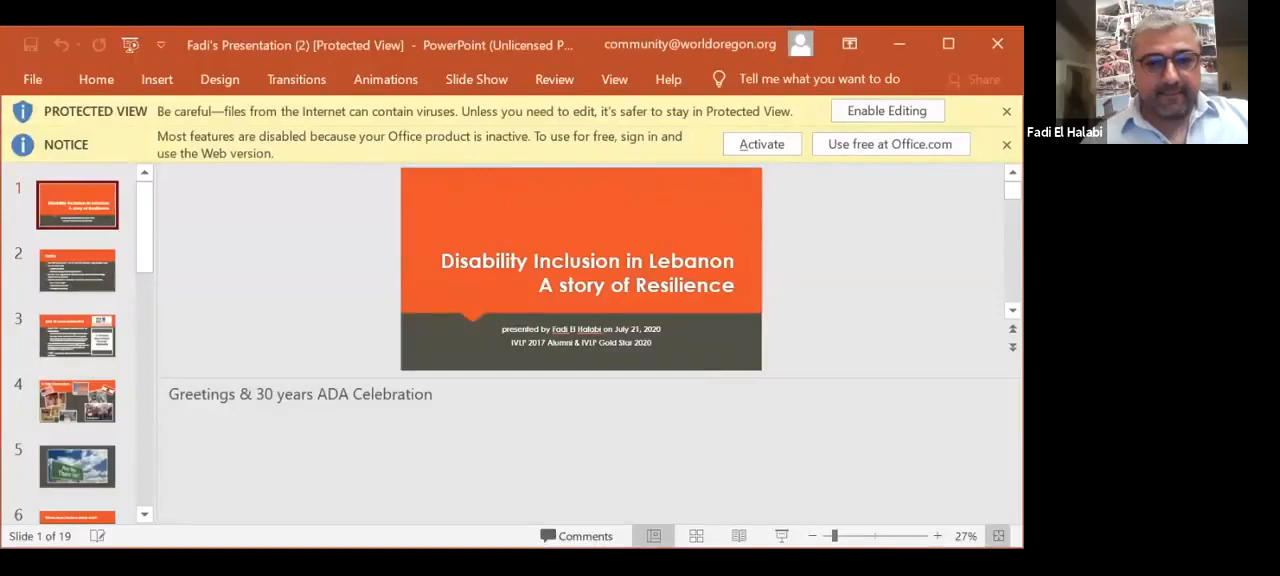 Fadi's Presentation (2) [Protected View] - PowerPoint (Unlicensed P...
community@worldoregon.org
File Home Insert Design Transitions Animations Slide Show Review View Help Tell me what you want to do Share
PROTECTED VIEW Be careful—files from the Internet can contain viruses. Unless you need to edit, it's safer to stay in Protected View. Enable Editing
NOTICE Most features are disabled because your Office product is inactive. To use for free, sign in and
use the Web version.
Activate
Use free at Office.com
Fadi El Halabi
1
2
3
4
5
6
Disability Inclusion in Lebanon
A story of Resilience
presented by Fadi El Halabi on July 21, 2020
IVLP 2017 Alumni & IVLP Gold Star 2020
Greetings & 30 years ADA Celebration
Slide 1 of 19
Comments
27%